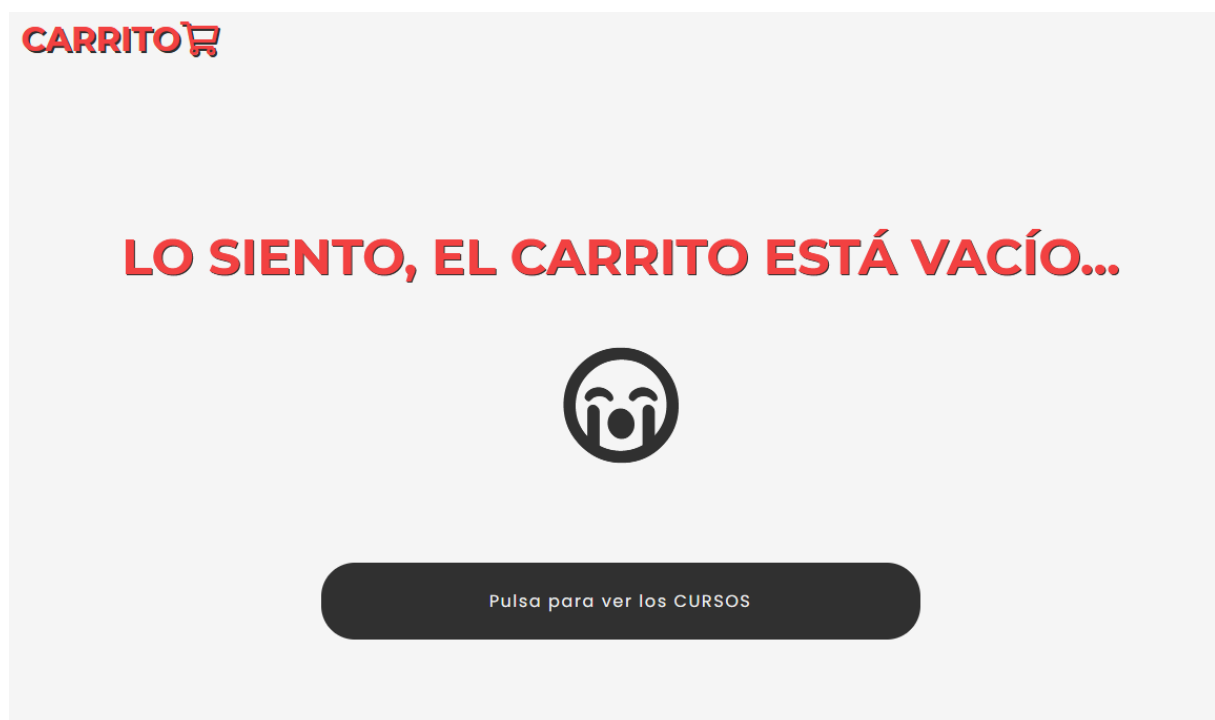 CARRITO
LO SIENTO, EL CARRITO ESTÁ VACÍO...
Pulsa para ver los CURSOS